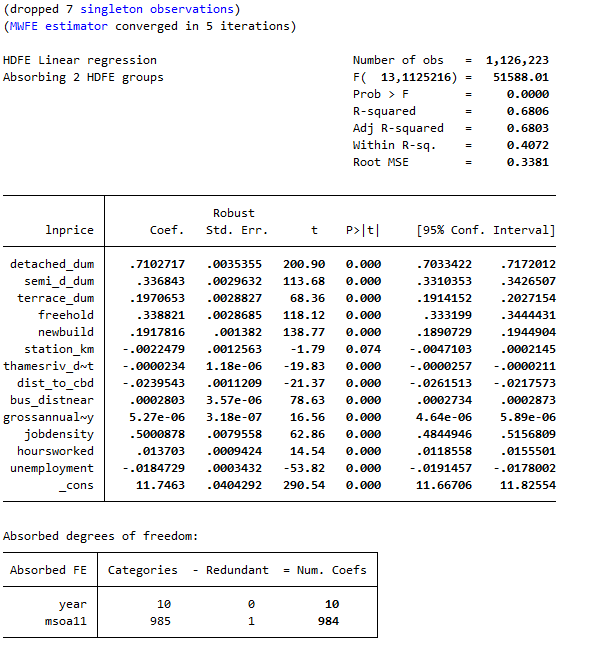 (dropped 7 singleton observations)
(MWFE estimator converged in 5 iterations)
HDFE Linear regression Number of obs = 1,126,223
Absorbing 2 HDFE groups F( 13,1125216) = 51588.01
Prob > F = 0.0000
R-squared = 0.6806
Adj R-squared = 0.6803
Within R-sq. = 0.4072
Root MSE = 0.3381
Robust
lnprice Coef. Std. Err. t P>|t| [95% Conf. Interval]
detached_dum .7102717 .0035355 200.90 0.000 .7033422 .7172012
semi_d_dum .336843 .0029632 113.68 0.000 .3310353 .3426507
terrace_dum .1970653 .0028827 68.36 0.000 .1914152 .2027154
freehold .338821 .0028685 118.12 0.000 .333199 .3444431
newbuild .1917816 .001382 138.77 0.000 .1890729 .1944904
station_km -.0022479 .0012563 -1.79 0.074 -.0047103 .0002145
thamesriv_d~t -.0000234 1.18e-06 -19.83 0.000 -.0000257 -.0000211
dist_to_cbd -.0239543 .0011209 -21.37 0.000 -.0261513 -.0217573
bus_distnear .0002803 3.57e-06 78.63 0.000 .0002734 .0002873
grossannual~y 5.27e-06 3.18e-07 16.56 0.000 4.64e-06 5.89e-06
jobdensity .5000878 .0079558 62.86 0.000 .4844946 .5156809
hoursworked .013703 .0009424 14.54 0.000 .0118558 .0155501
unemployment -.0184729 .0003432 -53.82 0.000 -.0191457 -.0178002
_cons 11.7463 .0404292 290.54 0.000 11.66706 11.82554
Absorbed degrees of freedom:
Absorbed FE Categories - Redundant = Num. Coefs
year 10 0 10
msoa11 985 1 984